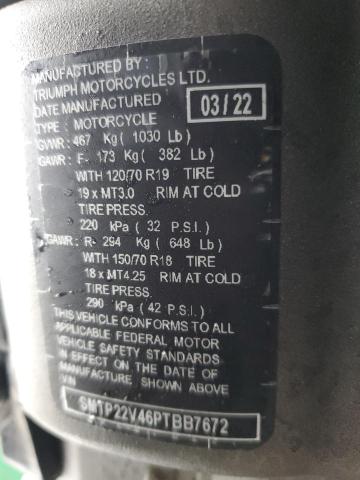 MANUFACTURED BY:
TRIUMPH MOTORCYCLES LTD.
DATE MANUFACTURED 03/22
TYPE: MOTORCYCLE
GVWR: 467 Kg ( 1030 Lb)
GAWR: F- 173 Kg ( 382 Lb)
WITH 120/70 R19 TIRE
19 x MT3.0 RIM AT COLD
TIRE PRESS.
220 kPa ( 32 P.S.I.)
GAWR: R- 294 Kg ( 648 Lb)
WITH 150/70 R18 TIRE
18 x MT4.25 RIM AT COLD
TIRE PRESS.
290 kPa ( 42 P.S.I.)
THIS VEHICLE CONFORMS TO ALL
APPLICABLE FEDERAL MOTOR
VEHICLE SAFETY STANDARDS
IN EFFECT ON THE DATE OF
MANUFACTURE SHOWN ABOVE
VIN
SMTP22V46PTBB7672